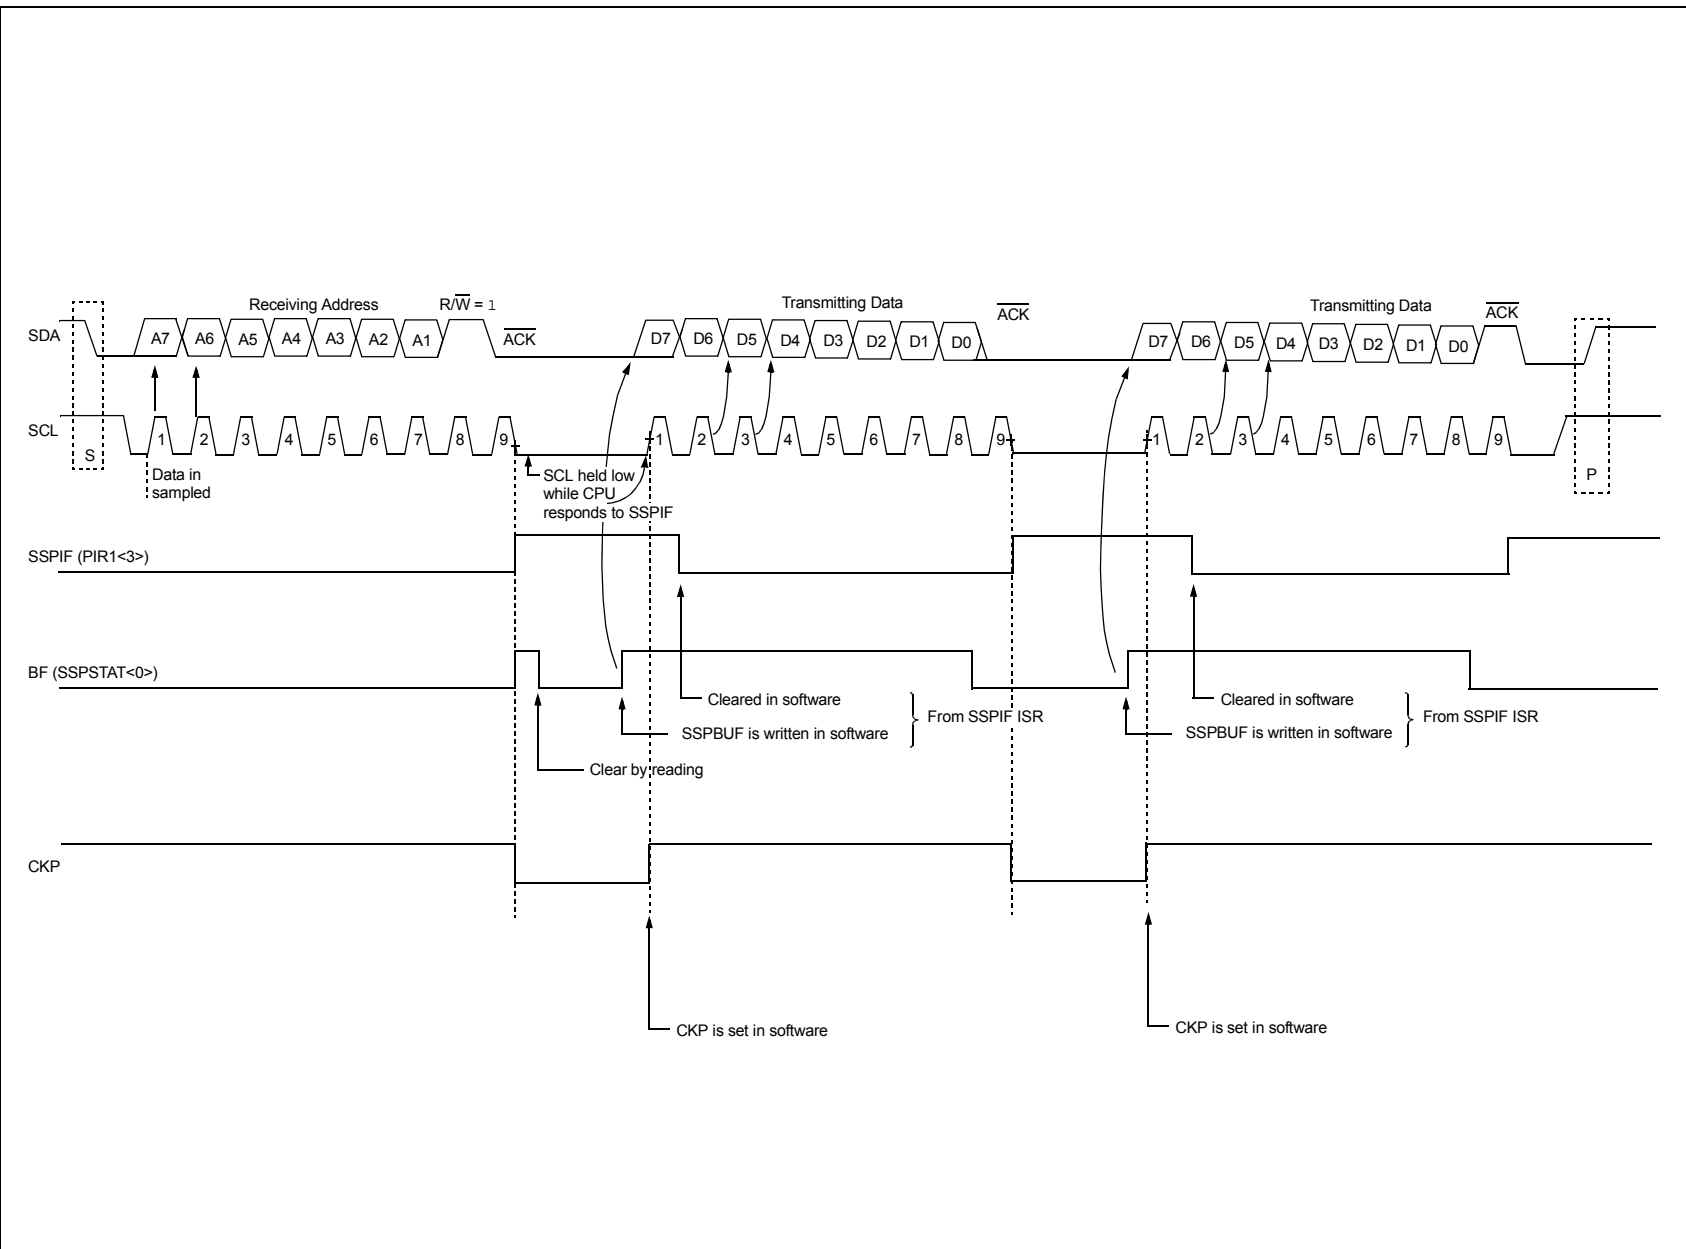 Receiving Address
R/W = 1
Transmitting Data
ACK
Transmitting Data
ACK
SDA
A7 A6 A5 A4 A3 A2 A1
ACK
D7 D6 D5 D4 D3 D2 D1 D0
D7 D6 D5 D4 D3 D2 D1 D0
SCL
S
1 2 3 4 5 6 7 8 9
1 2 3 4 5 6 7 8 9
1 2 3 4 5 6 7 8 9
P
Data in
sampled
SCL held low
while CPU
responds to SSPIF
SSPIF (PIR1<3>)
BF (SSPSTAT<0>)
Cleared in software
SSPBUF is written in software
From SSPIF ISR
Clear by reading
Cleared in software
SSPBUF is written in software
From SSPIF ISR
CKP
CKP is set in software
CKP is set in software